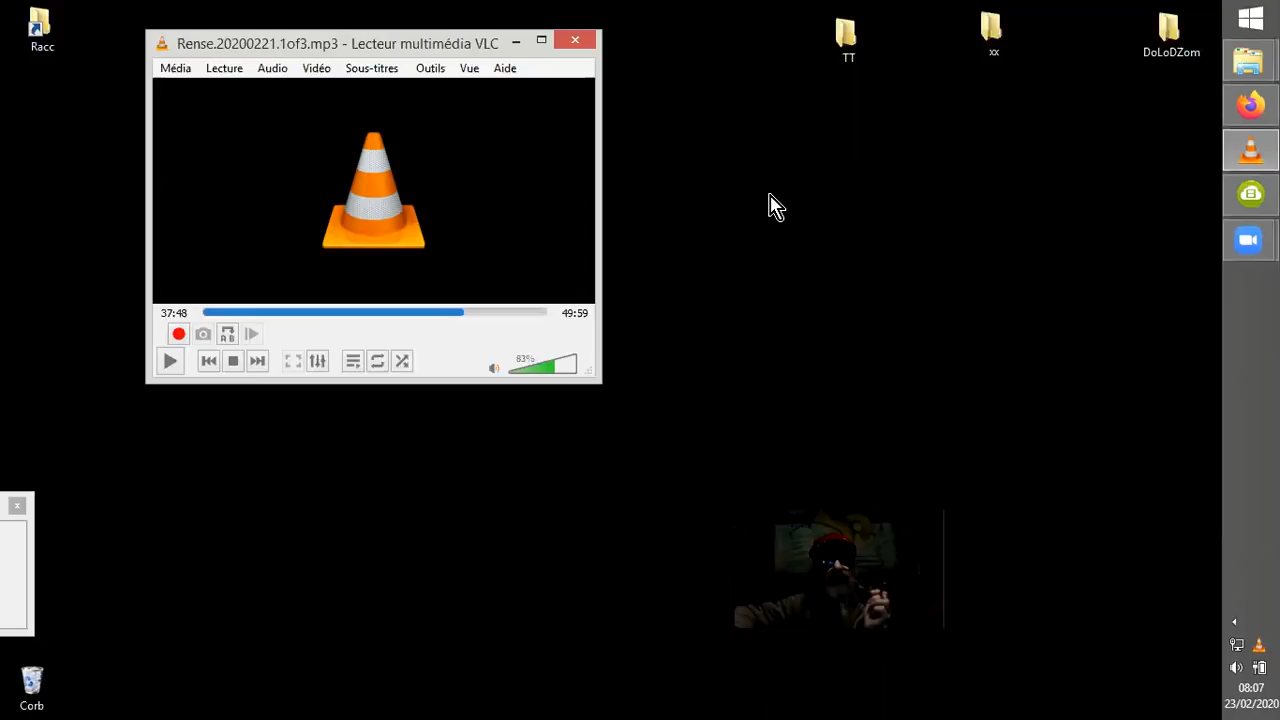 Racc
Rense.20200221.1of3.mp3 - Lecteur multimédia VLC
Média Lecture Audio Vidéo Sous-titres Outils Vue Aide
37:48
49:59
83%
TT
xx
DoLoDZom
Corb
08:07
23/02/2020